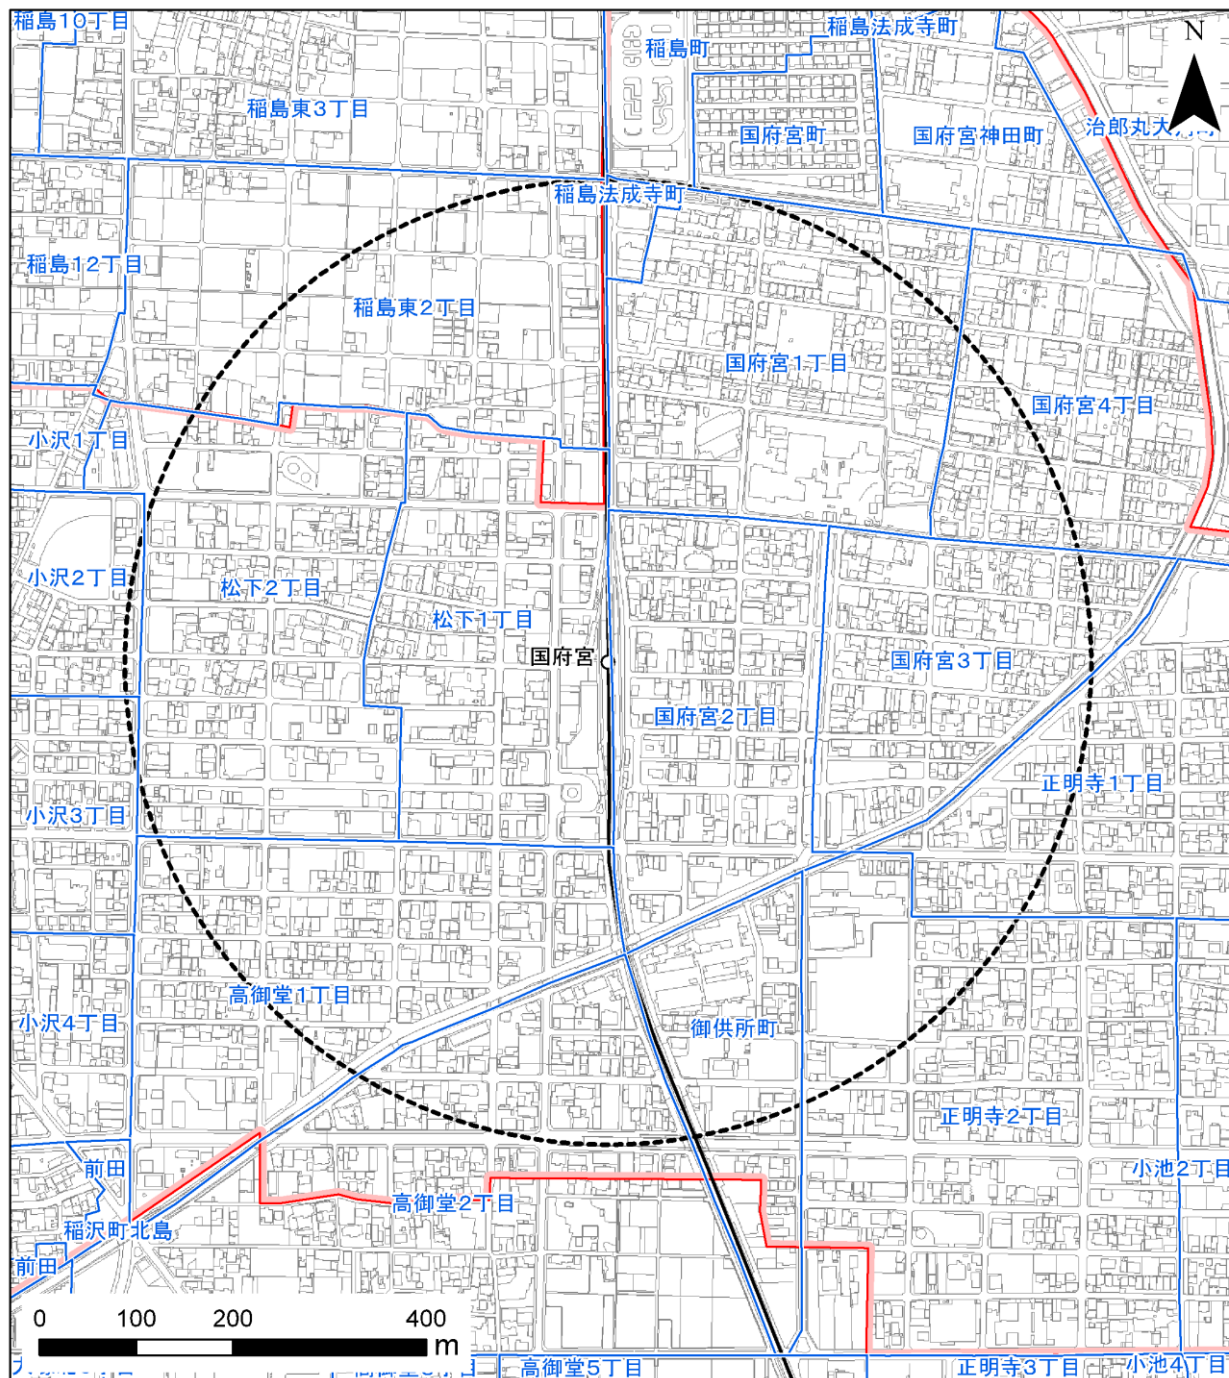 稲島10丁目
稲島町
稲島法成寺町
N
稲島東3丁目
国府宮町
国府宮神田町
稲島法成寺町
稲島12丁目
稲島東2丁目
国府宮1丁目
国府宮4丁目
小沢1丁目
小沢2丁目
松下2丁目
松下1丁目
国府宮
国府宮3丁目
国府宮2丁目
正明寺1丁目
小沢3丁目
高御堂1丁目
小沢4丁目
御供所町
正明寺2丁目
前田
小池2丁目
高御堂2丁目
稲沢町北島
前田
0 100 200 400 m
高御堂5丁目
正明寺3丁目
小池4丁目